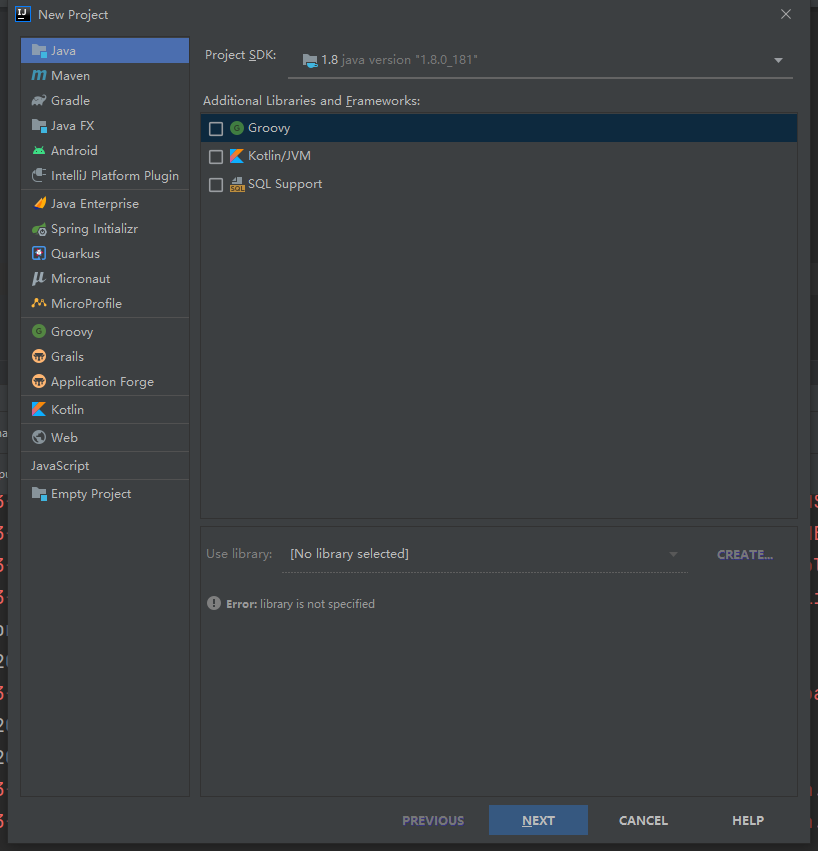 New Project
Java
Maven
Gradle
Java FX
Android
IntelliJ Platform Plugin
Java Enterprise
Spring Initializr
Quarkus
Micronaut
MicroProfile
Groovy
Grails
Application Forge
Kotlin
Web
JavaScript
Empty Project
Project SDK:
1.8 java version "1.8.0_181"
Additional Libraries and Frameworks:
Groovy
Kotlin/JVM
SQL Support
Use library:
[No library selected]
CREATE...
Error: library is not specified
PREVIOUS
NEXT
CANCEL
HELP